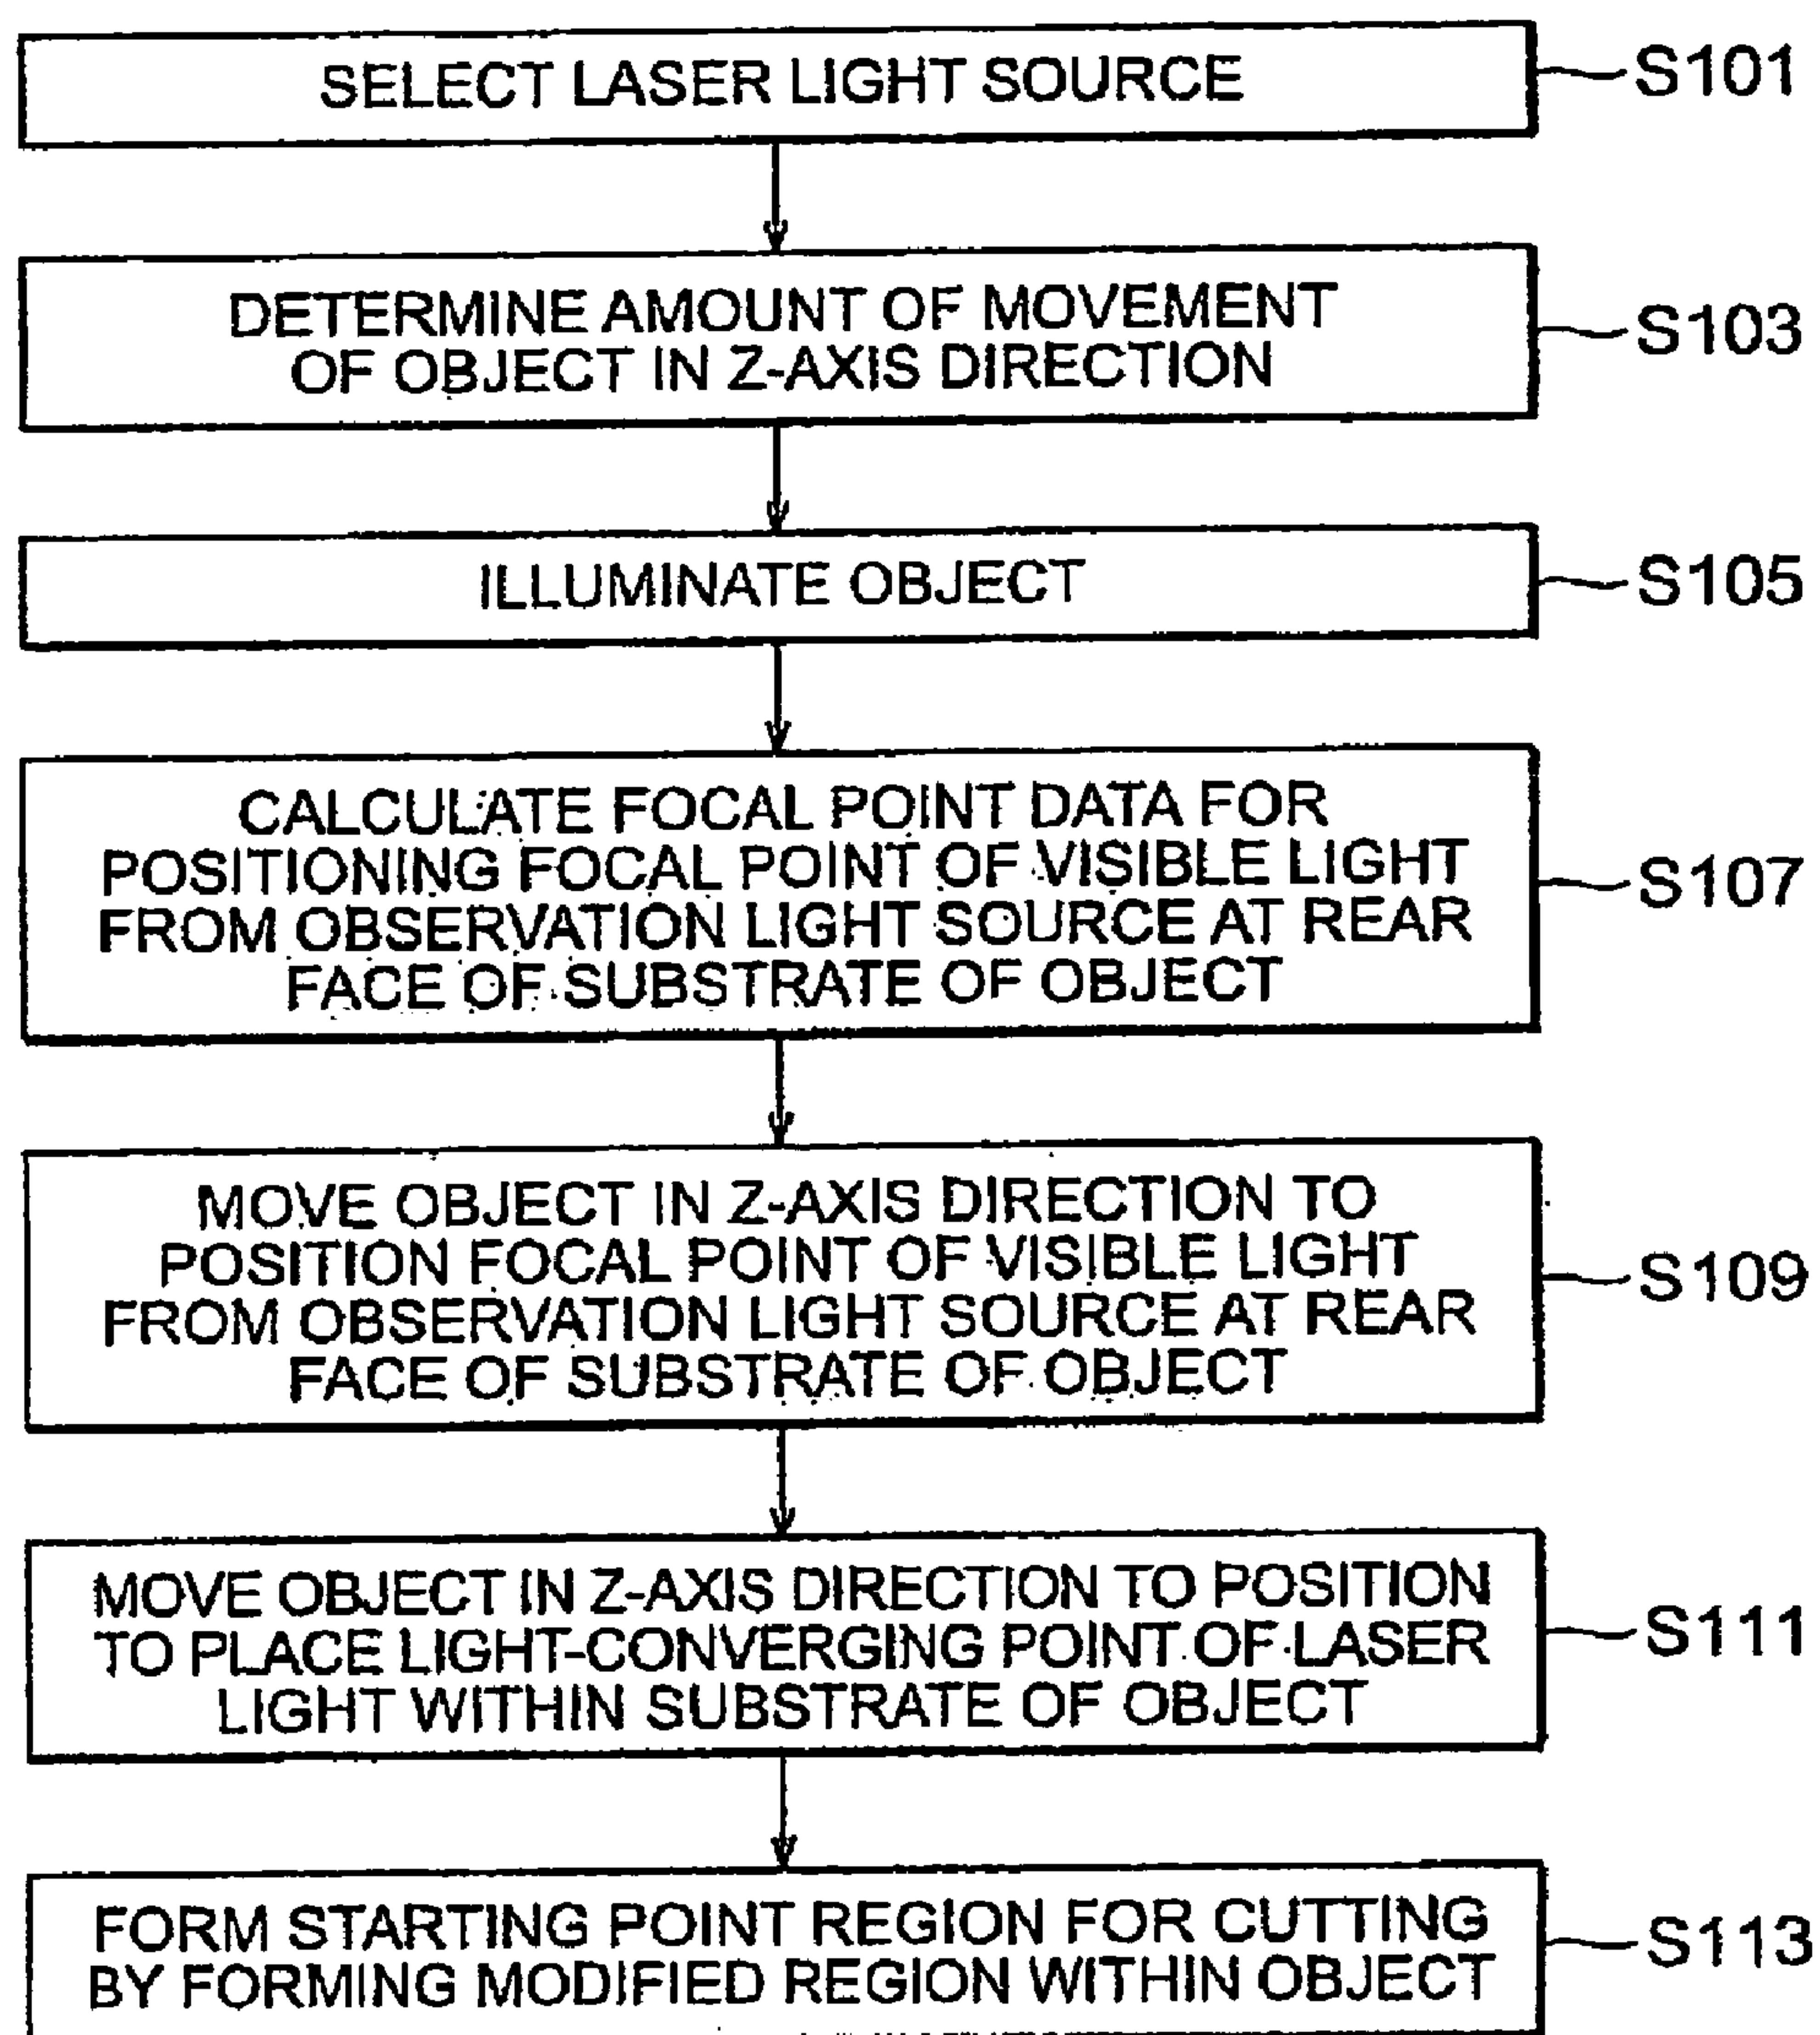 SELECT LASER LIGHT SOURCE
S101
DETERMINE AMOUNT OF MOVEMENT
OF OBJECT IN Z-AXIS DIRECTION
S103
ILLUMINATE OBJECT
S105
CALCULATE FOCAL POINT DATA FOR
POSITIONING FOCAL POINT OF VISIBLE LIGHT
FROM OBSERVATION LIGHT SOURCE AT REAR
FACE OF SUBSTRATE OF OBJECT
S107
MOVE OBJECT IN Z-AXIS DIRECTION TO
POSITION FOCAL POINT OF VISIBLE LIGHT
FROM OBSERVATION LIGHT SOURCE AT REAR
FACE OF SUBSTRATE OF OBJECT
S109
MOVE OBJECT IN Z-AXIS DIRECTION TO POSITION
TO PLACE LIGHT-CONVERGING POINT OF LASER
LIGHT WITHIN SUBSTRATE OF OBJECT
S111
FORM STARTING POINT REGION FOR CUTTING
BY FORMING MODIFIED REGION WITHIN OBJECT
S113